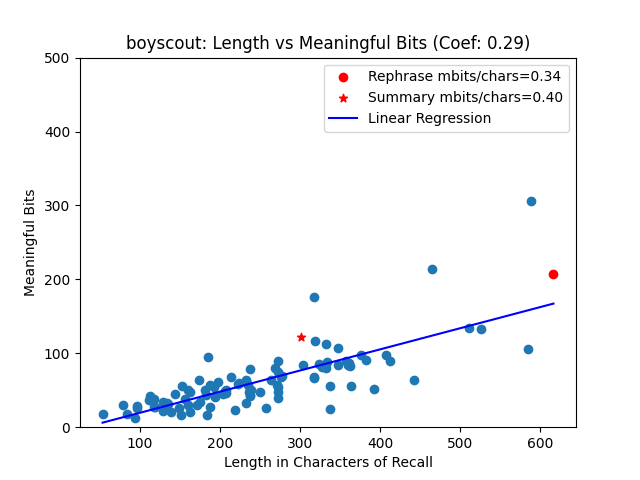 boyscout: Length vs Meaningful Bits (Coef: 0.29)
Rephrase mbits/chars=0.34
Summary mbits/chars=0.40
Linear Regression
Meaningful Bits
500
400
300
200
100
0
100 200 300 400 500 600
Length in Characters of Recall